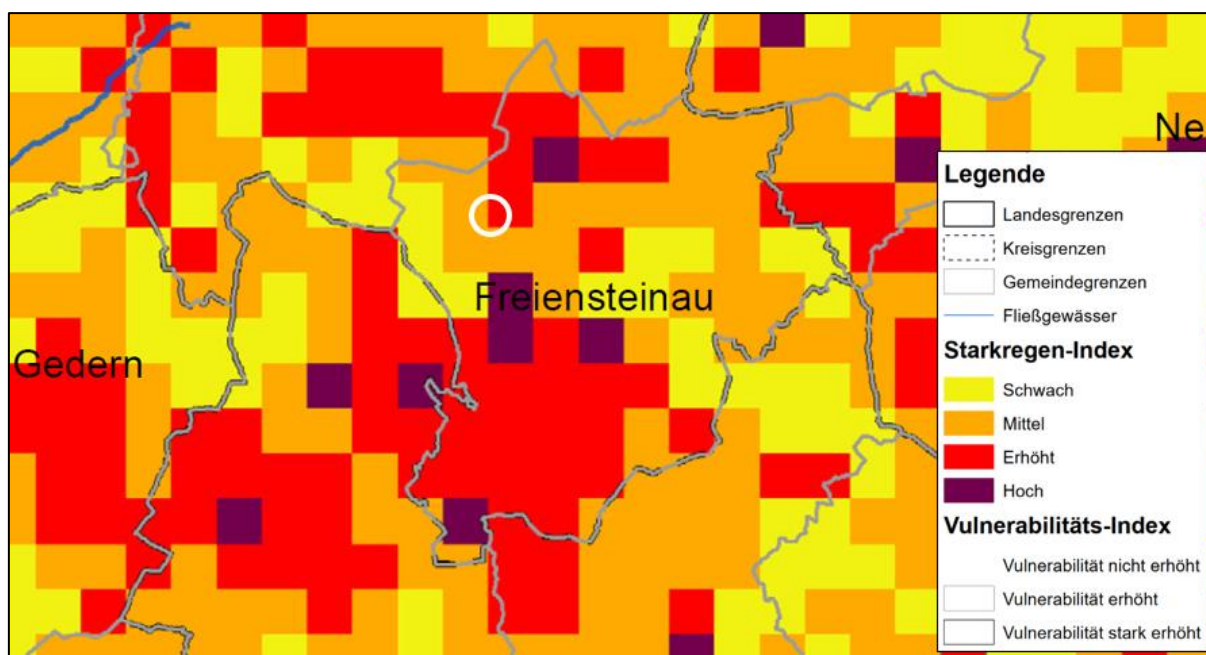 Ne
Freiensteinau
Gedern
Legende
Landesgrenzen
Kreisgrenzen
Gemeindegrenzen
Fließgewässer
Starkregen-Index
Schwach
Mittel
Erhöht
Hoch
Vulnerabilitäts-Index
Vulnerabilität nicht erhöht
Vulnerabilität erhöht
Vulnerabilität stark erhöht